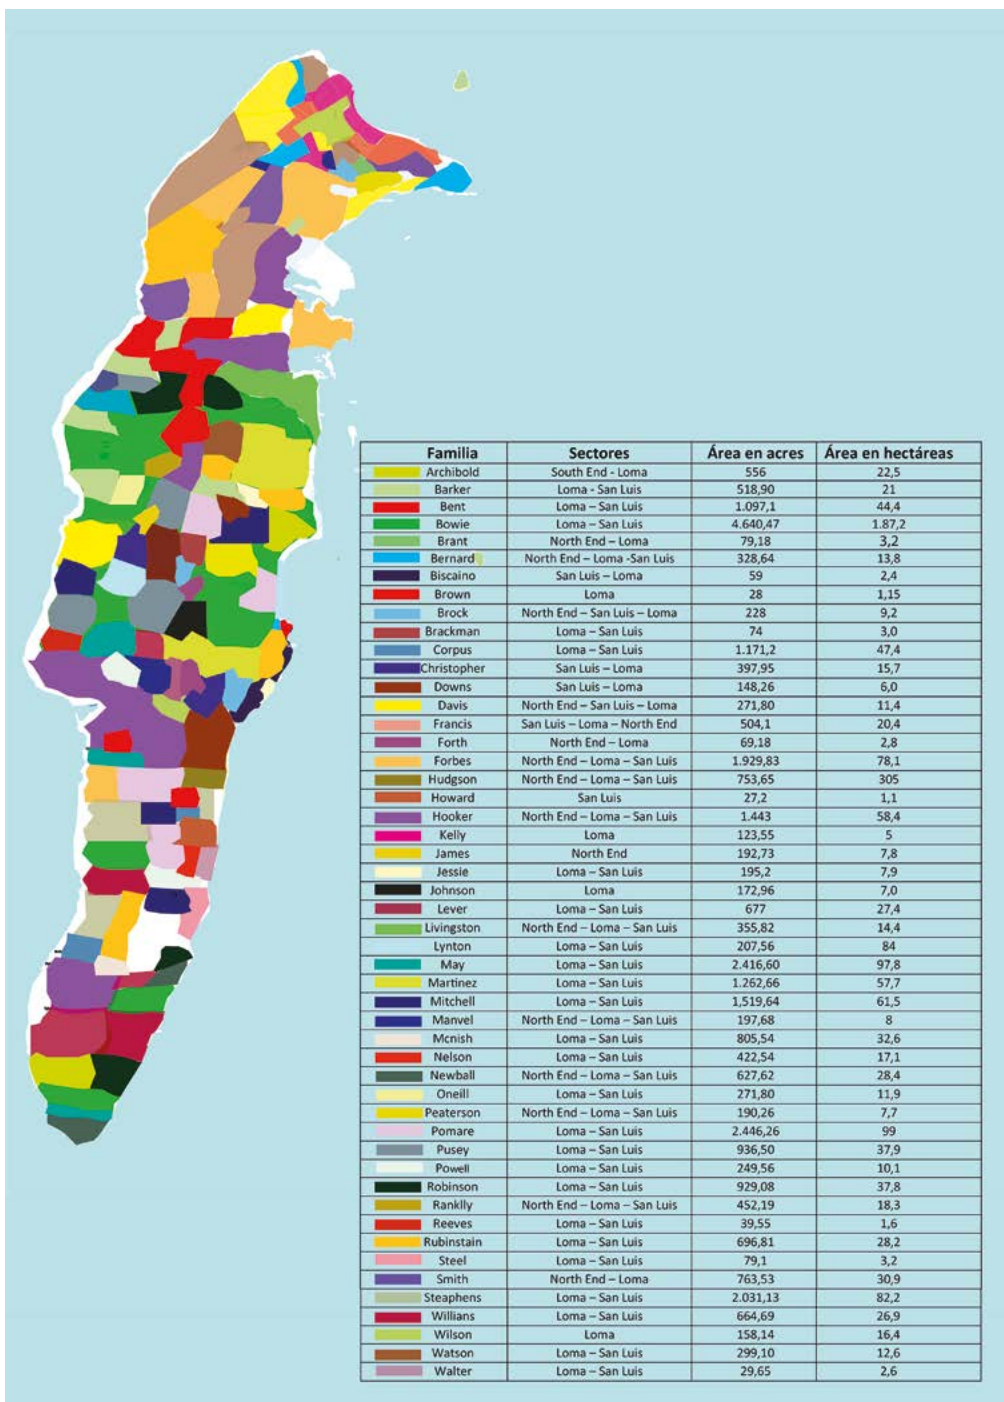 Familia Sectores Área en acres Área en hectáreas
Archibold South End - Loma 556 22,5
Barker Loma - San Luis 518,90 21
Bent Loma – San Luis 1.097,1 44,4
Bowie Loma – San Luis 4.640,47 1.87,2
Brant North End – Loma 79,18 3,2
Bernard North End – Loma -San Luis 328,64 13,8
Biscaino San Luis – Loma 59 2,4
Brown Loma 28 1,15
Brock North End – San Luis – Loma 228 9,2
Brackman Loma – San Luis 74 3,0
Corpus Loma – San Luis 1.171,2 47,4
Christopher San Luis – Loma 397,95 15,7
Downs San Luis – Loma 148,26 6,0
Davis North End – San Luis – Loma 271,80 11,4
Francis San Luis – Loma – North End 504,1 20,4
Forth North End – Loma 69,18 2,8
Forbes North End – Loma – San Luis 1.929,83 78,1
Hudgson North End – Loma – San Luis 753,65 305
Howard San Luis 27,2 1,1
Hooker North End – Loma – San Luis 1.443 58,4
Kelly Loma 123,55 5
James North End 192,73 7,8
Jessie Loma – San Luis 195,2 7,9
Johnson Loma 172,96 7,0
Lever Loma – San Luis 677 27,4
Livingston North End – Loma – San Luis 355,82 14,4
Lynton Loma – San Luis 207,56 84
May Loma – San Luis 2.416,60 97,8
Martinez Loma – San Luis 1.262,66 57,7
Mitchell Loma – San Luis 1,519,64 61,5
Manvel North End – Loma – San Luis 197,68 8
Mcnish Loma – San Luis 805,54 32,6
Nelson Loma – San Luis 422,54 17,1
Newball North End – Loma – San Luis 627,62 28,4
Oneill Loma – San Luis 271,80 11,9
Peaterson North End – Loma – San Luis 190,26 7,7
Pomare Loma – San Luis 2.446,26 99
Pusey Loma – San Luis 936,50 37,9
Powell Loma – San Luis 249,56 10,1
Robinson Loma – San Luis 929,08 37,8
Ranklly North End – Loma – San Luis 452,19 18,3
Reeves Loma – San Luis 39,55 1,6
Rubinstain Loma – San Luis 696,81 28,2
Steel Loma – San Luis 79,1 3,2
Smith North End – Loma 763,53 30,9
Steaphens Loma – San Luis 2.031,13 82,2
Willians Loma – San Luis 664,69 26,9
Wilson Loma 158,14 16,4
Watson Loma – San Luis 299,10 12,6
Walter Loma – San Luis 29,65 2,6